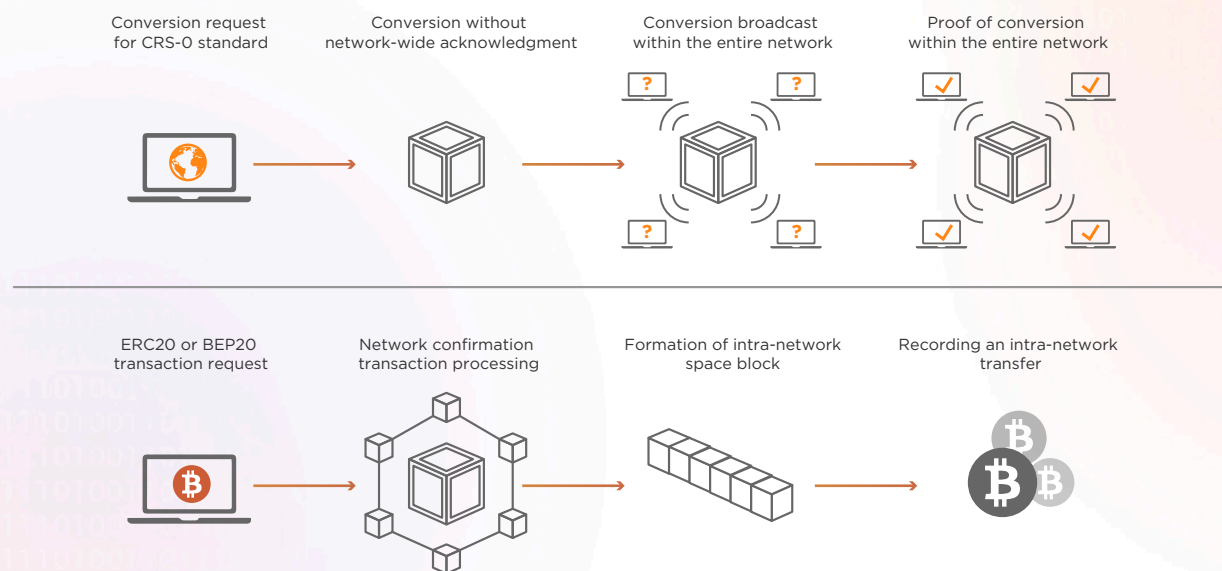 Conversion request
for CRS-0 standard
Conversion without
network-wide acknowledgment
Conversion broadcast
within the entire network
Proof of conversion
within the entire network
?
?
?
?
ERC20 or BEP20
transaction request
Network confirmation
transaction processing
Formation of intra-network
space block
Recording an intra-network
transfer